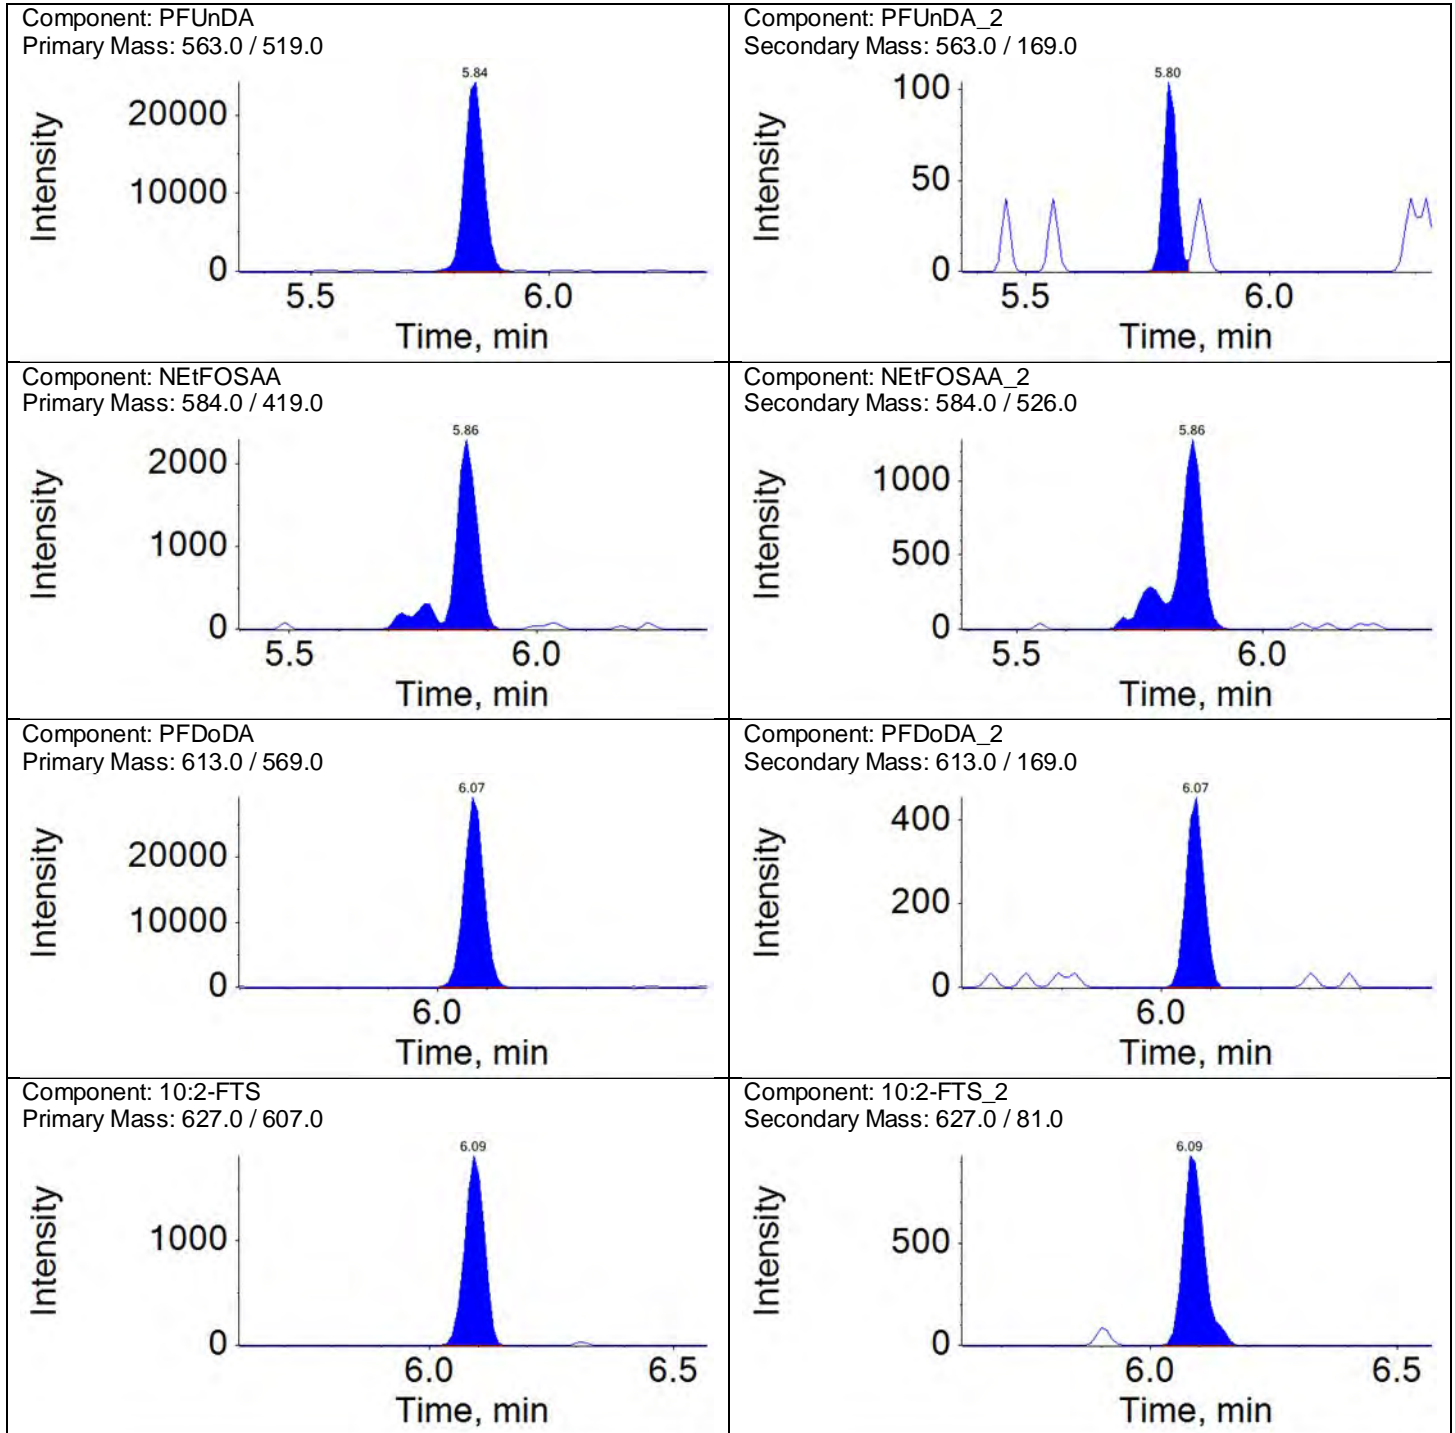 Component: PFUnDA
Primary Mass: 563.0 / 519.0
5.84
20000
10000
0
Intensity
5.5 6.0
Time, min
Component: PFUnDA_2
Secondary Mass: 563.0 / 169.0
5.80
100
50
0
Intensity
5.5 6.0
Time, min
Component: NEtFOSAA
Primary Mass: 584.0 / 419.0
5.86
2000
1000
0
Intensity
5.5 6.0
Time, min
Component: NEtFOSAA_2
Secondary Mass: 584.0 / 526.0
5.86
1000
500
0
Intensity
5.5 6.0
Time, min
Component: PFDoDA
Primary Mass: 613.0 / 569.0
6.07
20000
10000
0
Intensity
6.0
Time, min
Component: PFDoDA_2
Secondary Mass: 613.0 / 169.0
6.07
400
200
0
Intensity
6.0
Time, min
Component: 10:2-FTS
Primary Mass: 627.0 / 607.0
6.09
1000
0
Intensity
6.0 6.5
Time, min
Component: 10:2-FTS_2
Secondary Mass: 627.0 / 81.0
6.09
500
0
Intensity
6.0 6.5
Time, min